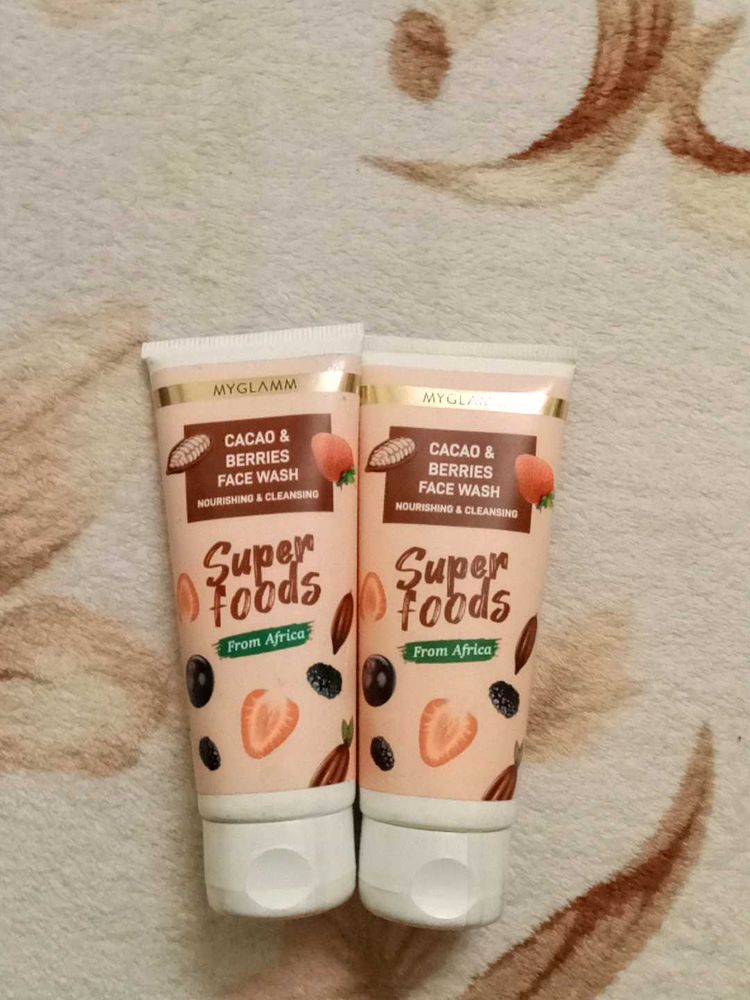 MYGLAMM
CACAO &
BERRIES
FACE WASH
NOURISHING & CLEANSING
Super
foods
From Africa
MYGLAMM
CACAO &
BERRIES
FACE WASH
NOURISHING & CLEANSING
Super
foods
From Africa